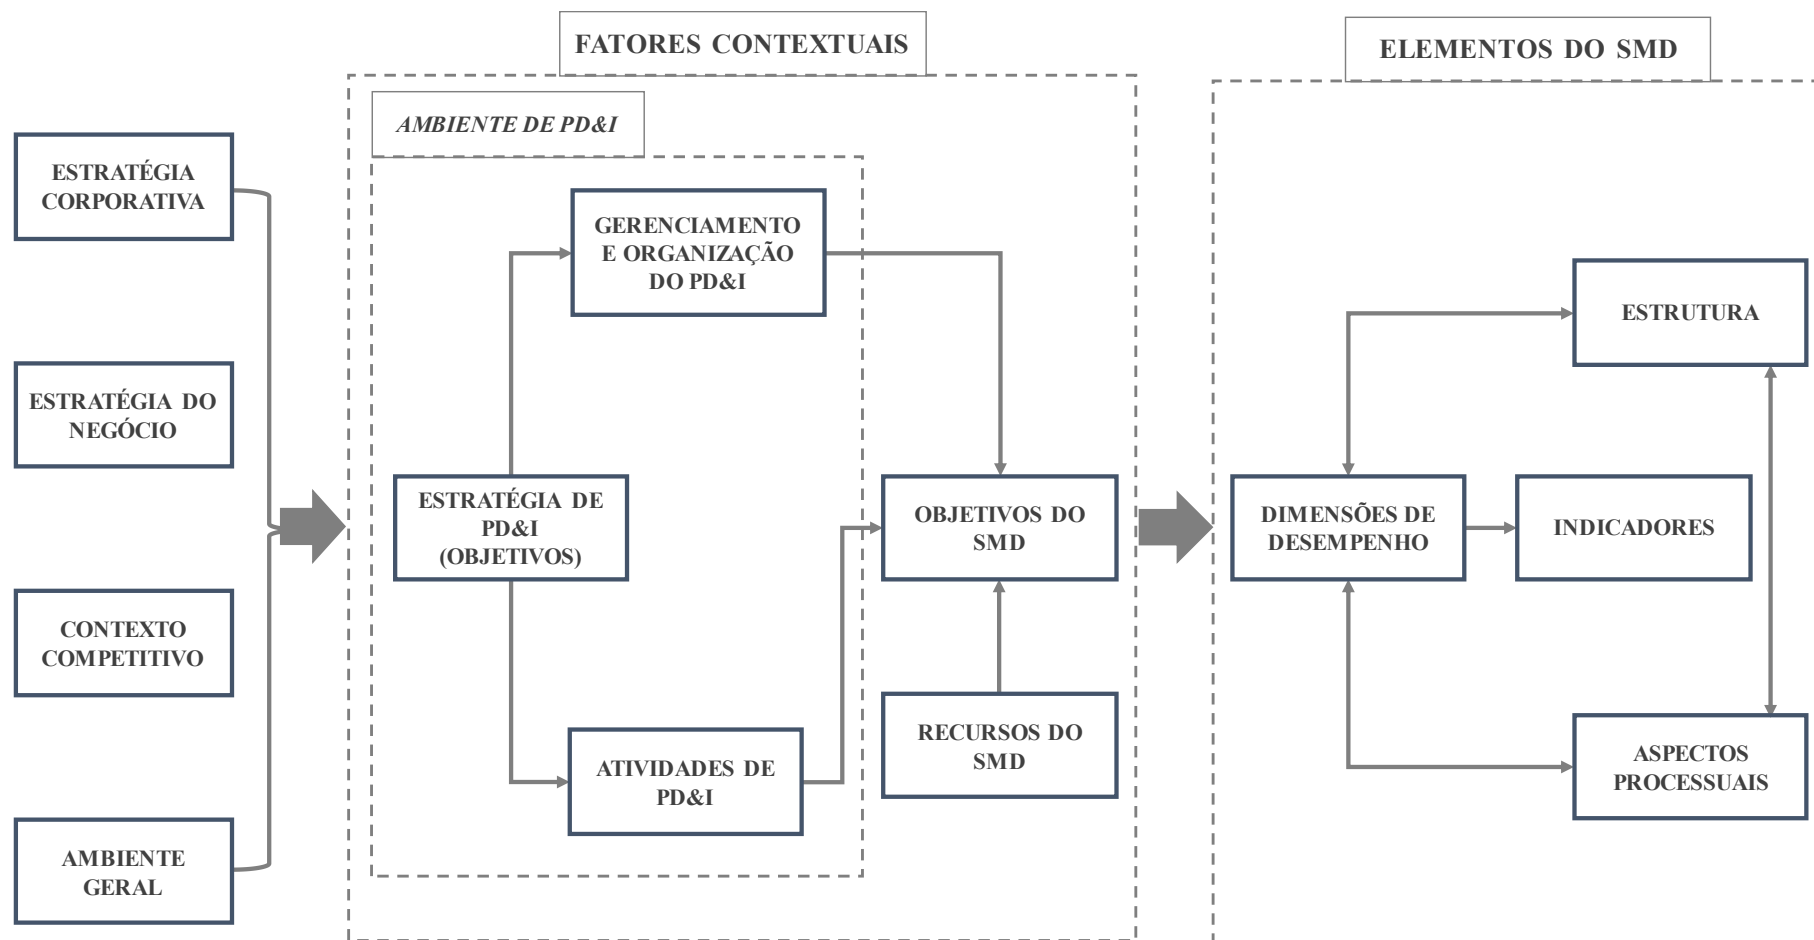 FATORES CONTEXTUAIS
ELEMENTOS DO SMD
AMBIENTE DE PD&I
ESTRATÉGIA
CORPORATIVA
ESTRATÉGIA DO
NEGÓCIO
CONTEXTO
COMPETITIVO
AMBIENTE
GERAL
GERENCIAMENTO
E ORGANIZAÇÃO
DO PD&I
ESTRATÉGIA DE
PD&I
(OBJETIVOS)
ATIVIDADES DE
PD&I
OBJETIVOS DO
SMD
RECURSOS DO
SMD
ESTRUTURA
DIMENSÕES DE
DESEMPENHO
INDICADORES
ASPECTOS
PROCESSUAIS